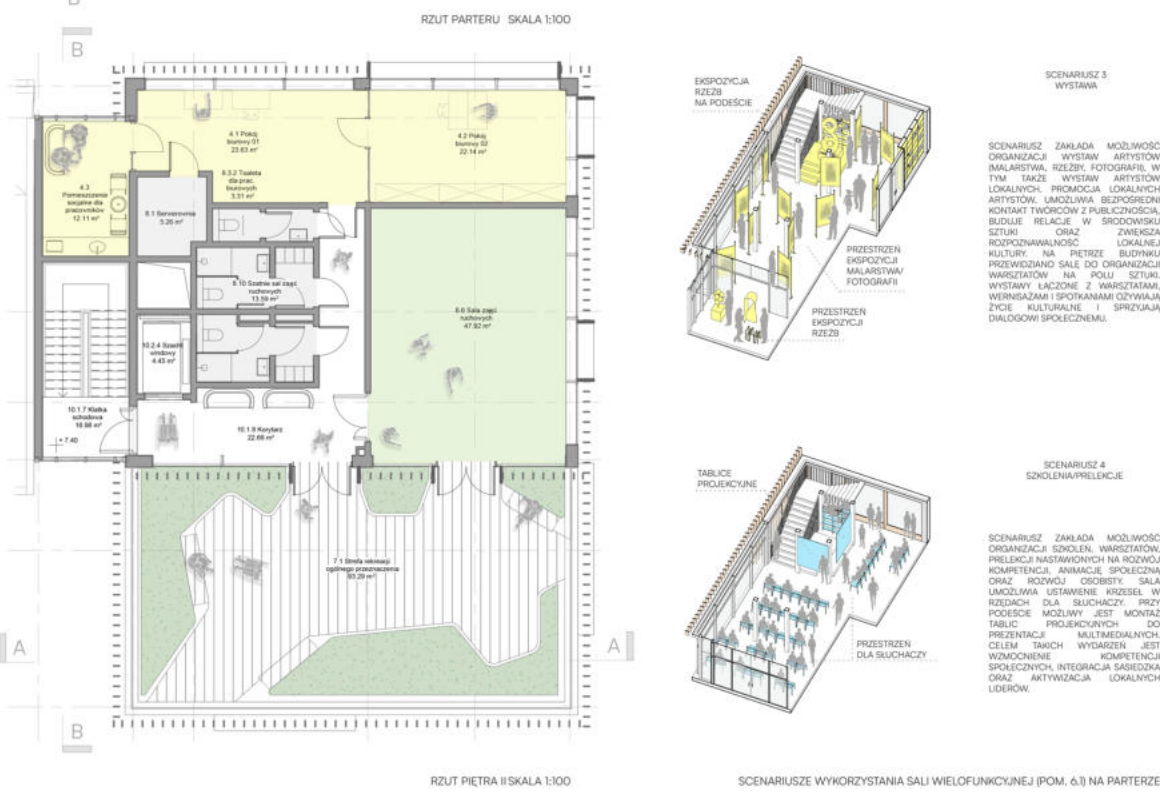 B
RZUT PARTERU SKALA 1:100
B
4.1 Pokój
biurowy 01
23.63 m²
4.2 Pokój
biurowy 02
22.14 m²
8.3.2 Toaleta
dla prac.
biurowych
3.31 m²
4.3
Pomieszczenie
socjalne dla
pracowników
12.11 m²
8.1 Serwerownia
3.26 m²
8.10 Szatnie sal zajęć
ruchowych
13.59 m²
6.6 Sala zajęć
ruchowych
47.92 m²
10.2.4 Szacht
windowy
4.45 m²
10.1.7 Klatka
schodowa
16.98 m²
+ 7.40
10.1.8 Korytarz
22.68 m²
7.1 Strefa rekreacji
ogólnego przeznaczenia
93.29 m²
A
A
B
RZUT PIĘTRA II SKALA 1:100
EKSPOZYCJA
RZEŹB
NA PODEŚCIE
PRZESTRZEŃ
EKSPOZYCJI
MALARSTWA/
FOTOGRAFII
PRZESTRZEŃ
EKSPOZYCJI
RZEŹB
SCENARIUSZ 3
WYSTAWA
SCENARIUSZ ZAKŁADA MOŻLIWOŚĆ
ORGANIZACJI WYSTAW ARTYSTÓW
(MALARSTWA, RZEŹBY, FOTOGRAFII), W
TYM TAKŻE WYSTAW ARTYSTÓW
LOKALNYCH. PROMOCJA LOKALNYCH
ARTYSTÓW, UMOŻLIWIA BEZPOŚREDNI
KONTAKT TWÓRCÓW Z PUBLICZNOŚCIĄ,
BUDUJE RELACJE W ŚRODOWISKU
SZTUKI ORAZ ZWIĘKSZA
ROZPOZNAWALNOŚĆ LOKALNEJ
KULTURY. NA PIĘTRZE BUDYNKU
PRZEWIDZIANO SALE DO ORGANIZACJI
WARSZTATÓW NA POLU SZTUKI.
WYSTAWY ŁĄCZONE Z WARSZTATAMI,
WERNISAŻAMI I SPOTKANIAMI OŻYWIAJĄ
ŻYCIE KULTURALNE I SPRZYJAJĄ
DIALOGOWI SPOŁECZNEMU.
TABLICE
PROJEKCYJNE
PRZESTRZEŃ
DLA SŁUCHACZY
SCENARIUSZ 4
SZKOLENIA/PRELEKCJE
SCENARIUSZ ZAKŁADA MOŻLIWOŚĆ
ORGANIZACJI SZKOLEŃ, WARSZTATÓW,
PRELEKCJI NASTAWIONYCH NA ROZWÓJ
KOMPETENCJI, ANIMACJĘ SPOŁECZNĄ
ORAZ ROZWÓJ OSOBISTY. SALA
UMOŻLIWIA USTAWIENIE KRZESEŁ W
RZĘDACH DLA SŁUCHACZY. PRZY
PODEŚCIE MOŻLIWY JEST MONTAŻ
TABLIC PROJEKCYJNYCH DO
PREZENTACJI MULTIMEDIALNYCH.
CELEM TAKICH WYDARZEŃ JEST
WZMOCNIENIE KOMPETENCJI
SPOŁECZNYCH, INTEGRACJA SĄSIEDZKA
ORAZ AKTYWIZACJA LOKALNYCH
LIDERÓW.
SCENARIUSZE WYKORZYSTANIA SALI WIELOFUNKCYJNEJ (POM. 6.1) NA PARTERZE